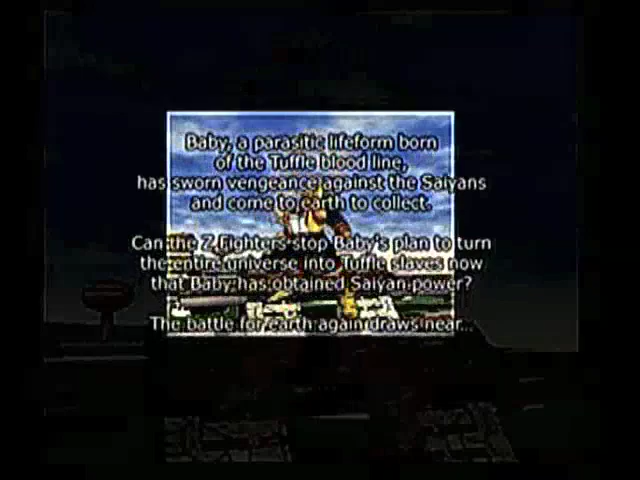 Baby, a parasitic lifeform born
of the Tuffle blood line,
has sworn vengeance against the Saiyans
and come to earth to collect.
Can the Z Fighters stop Baby's plan to turn
the entire universe into Tuffle slaves now
that Baby has obtained Saiyan power?
The battle for earth again draws near...